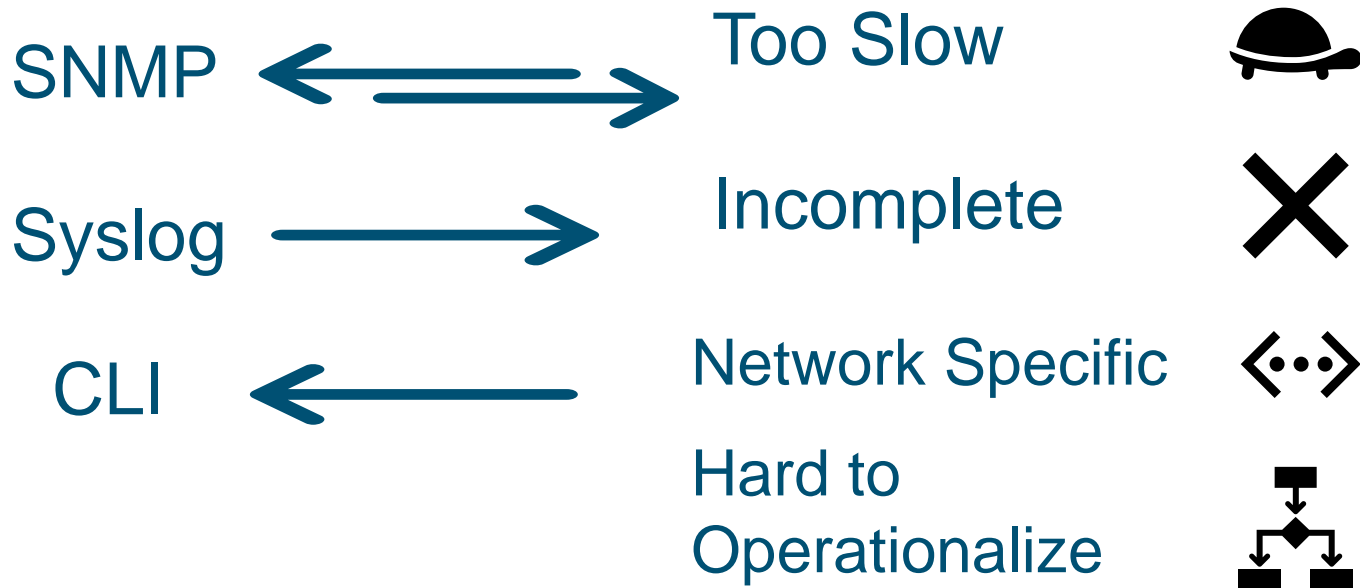 SNMP
Too Slow
Syslog
Incomplete
CLI
Network Specific
Hard to
Operationalize